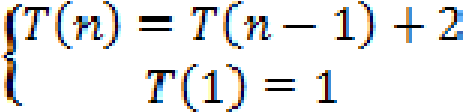 T(n) = T(n − 1) + 2
T(1) = 1